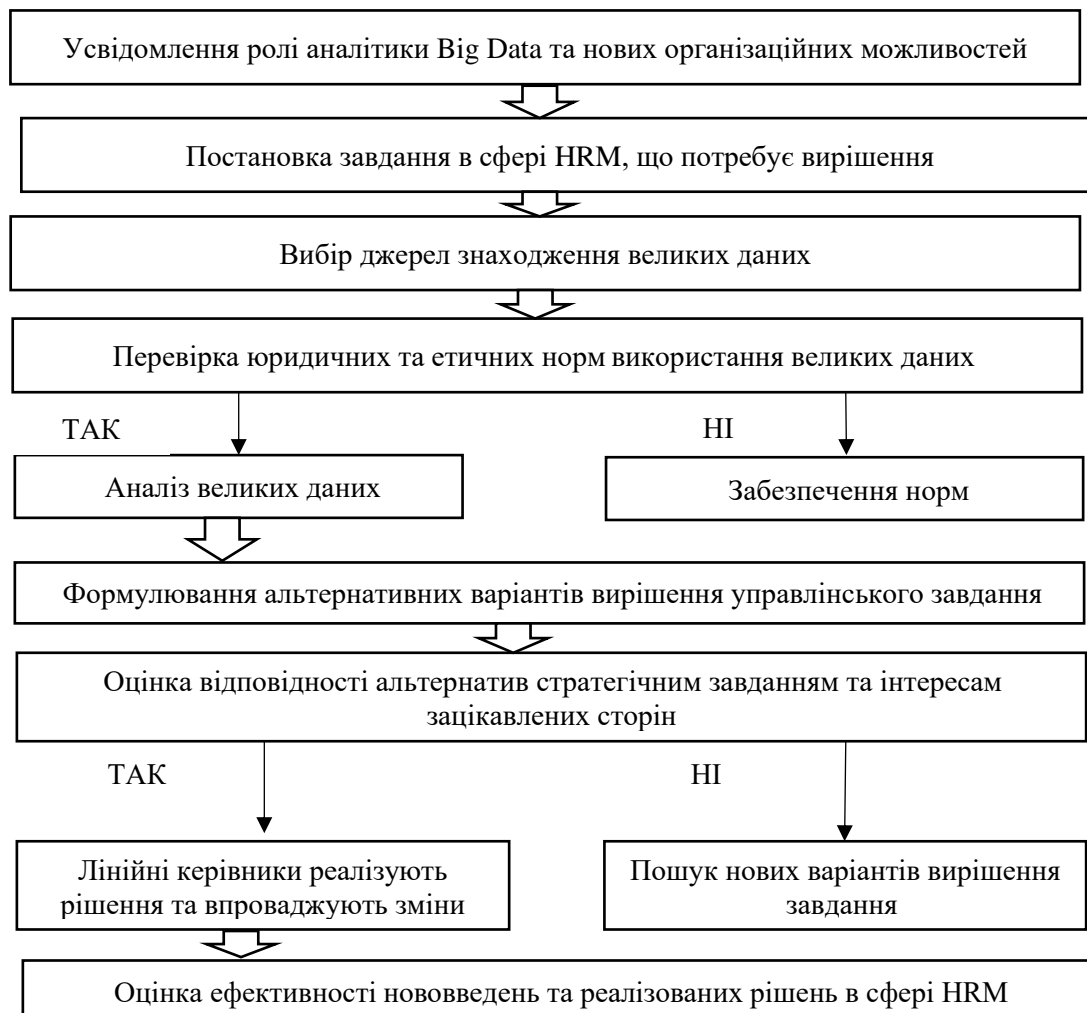 Усвідомлення ролі аналітики Big Data та нових організаційних можливостей
Постановка завдання в сфері HRM, що потребує вирішення
Вибір джерел знаходження великих даних
Перевірка юридичних та етичних норм використання великих даних
ТАК
НІ
Аналіз великих даних
Забезпечення норм
Формулювання альтернативних варіантів вирішення управлінського завдання
Оцінка відповідності альтернатив стратегічним завданням та інтересам
зацікавлених сторін
ТАК
НІ
Лінійні керівники реалізують
рішення та впроваджують зміни
Пошук нових варіантів вирішення
завдання
Оцінка ефективності нововведень та реалізованих рішень в сфері HRM